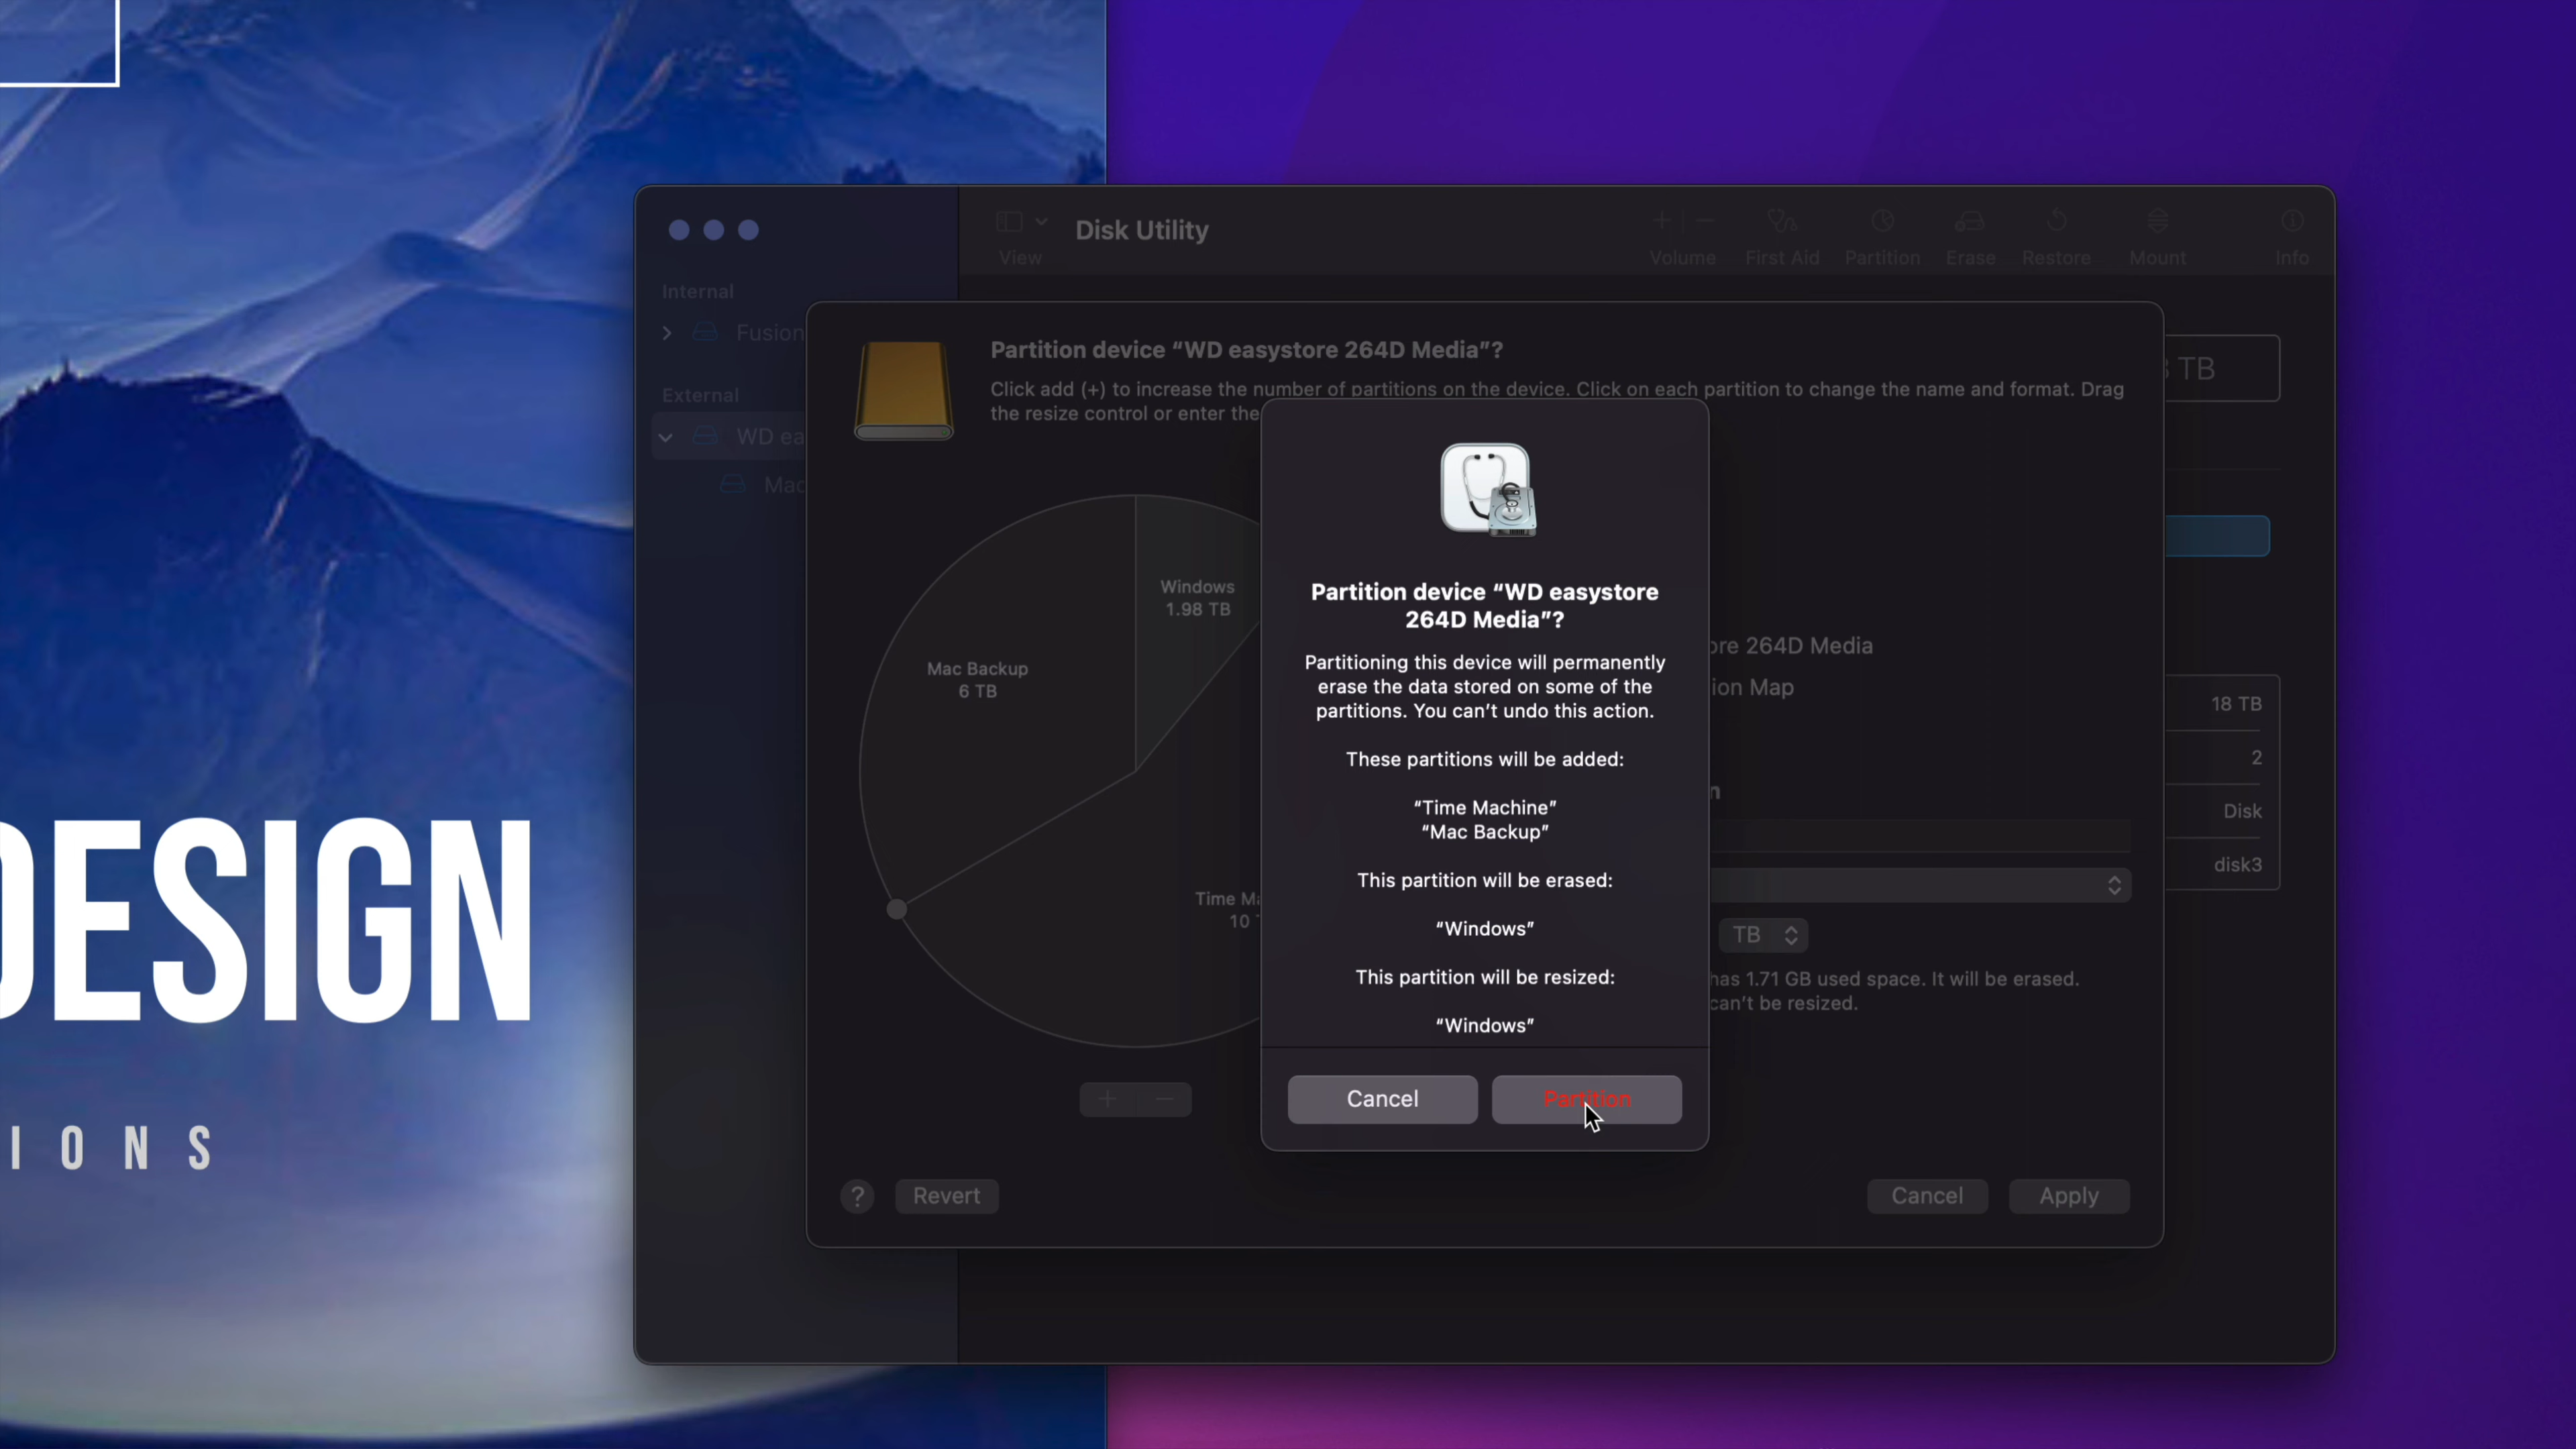 DESIGN
IONS
Disk Utility
View
Volume
First Aid
Partition
Erase
Restore
Mount
Info
Internal
Fusion
External
WD ea
Mac
TB
Partition device “WD easystore 264D Media”?
Click add (+) to increase the number of partitions on the device. Click on each partition to change the name and format. Drag
the resize control or enter the
Windows
1.98 TB
Mac Backup
6 TB
Time Ma
10 T
Partition device “WD easystore
264D Media”?
Partitioning this device will permanently
erase the data stored on some of the
partitions. You can’t undo this action.
These partitions will be added:
“Time Machine”
“Mac Backup”
This partition will be erased:
“Windows”
This partition will be resized:
“Windows”
Cancel
Partition
ore 264D Media
ion Map
n
TB
has 1.71 GB used space. It will be erased.
can’t be resized.
18 TB
2
Disk
disk3
?
Revert
Cancel
Apply